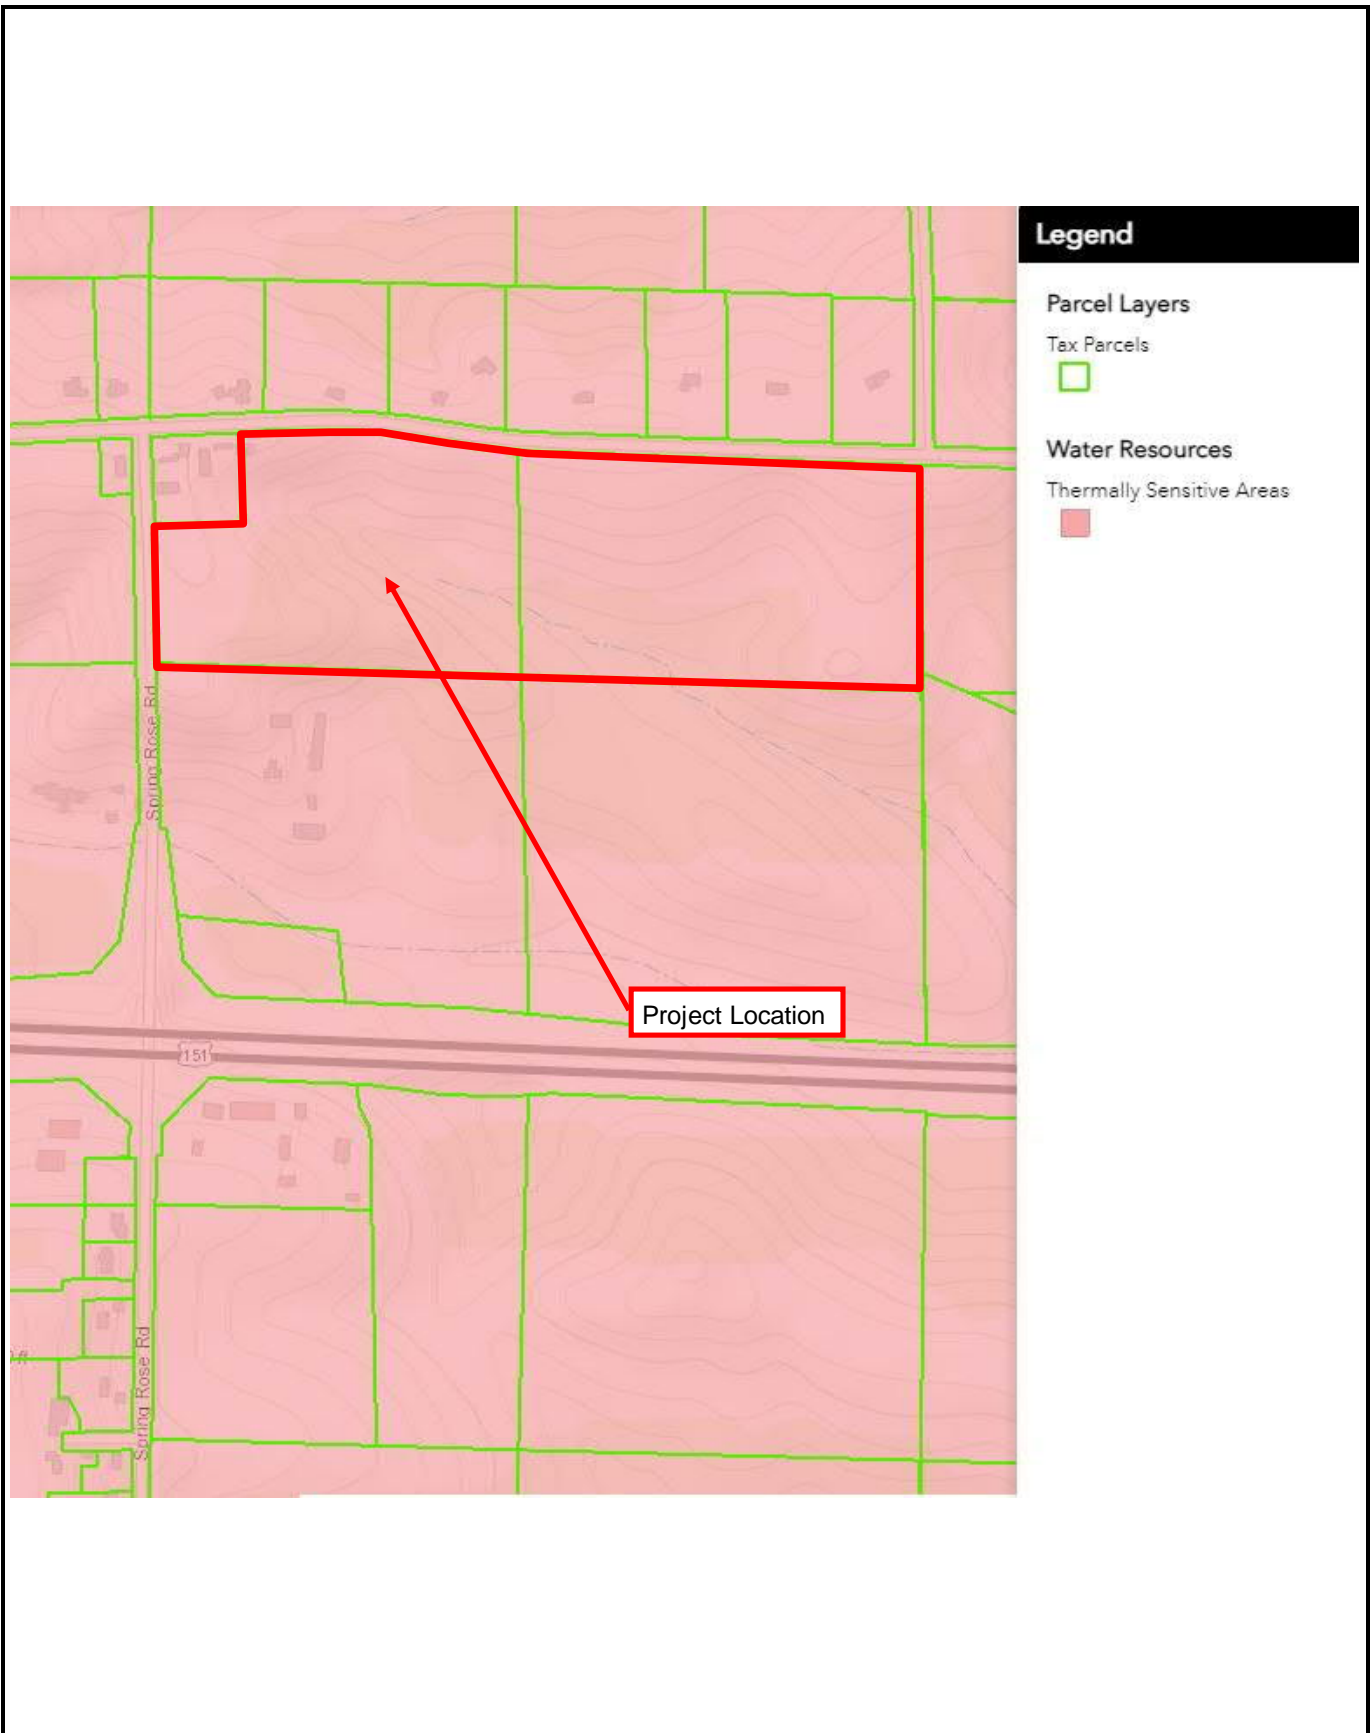 Legend
Parcel Layers
Tax Parcels
Water Resources
Thermally Sensitive Areas
Spring Rose Rd
Project Location
151
Spring Rose Rd